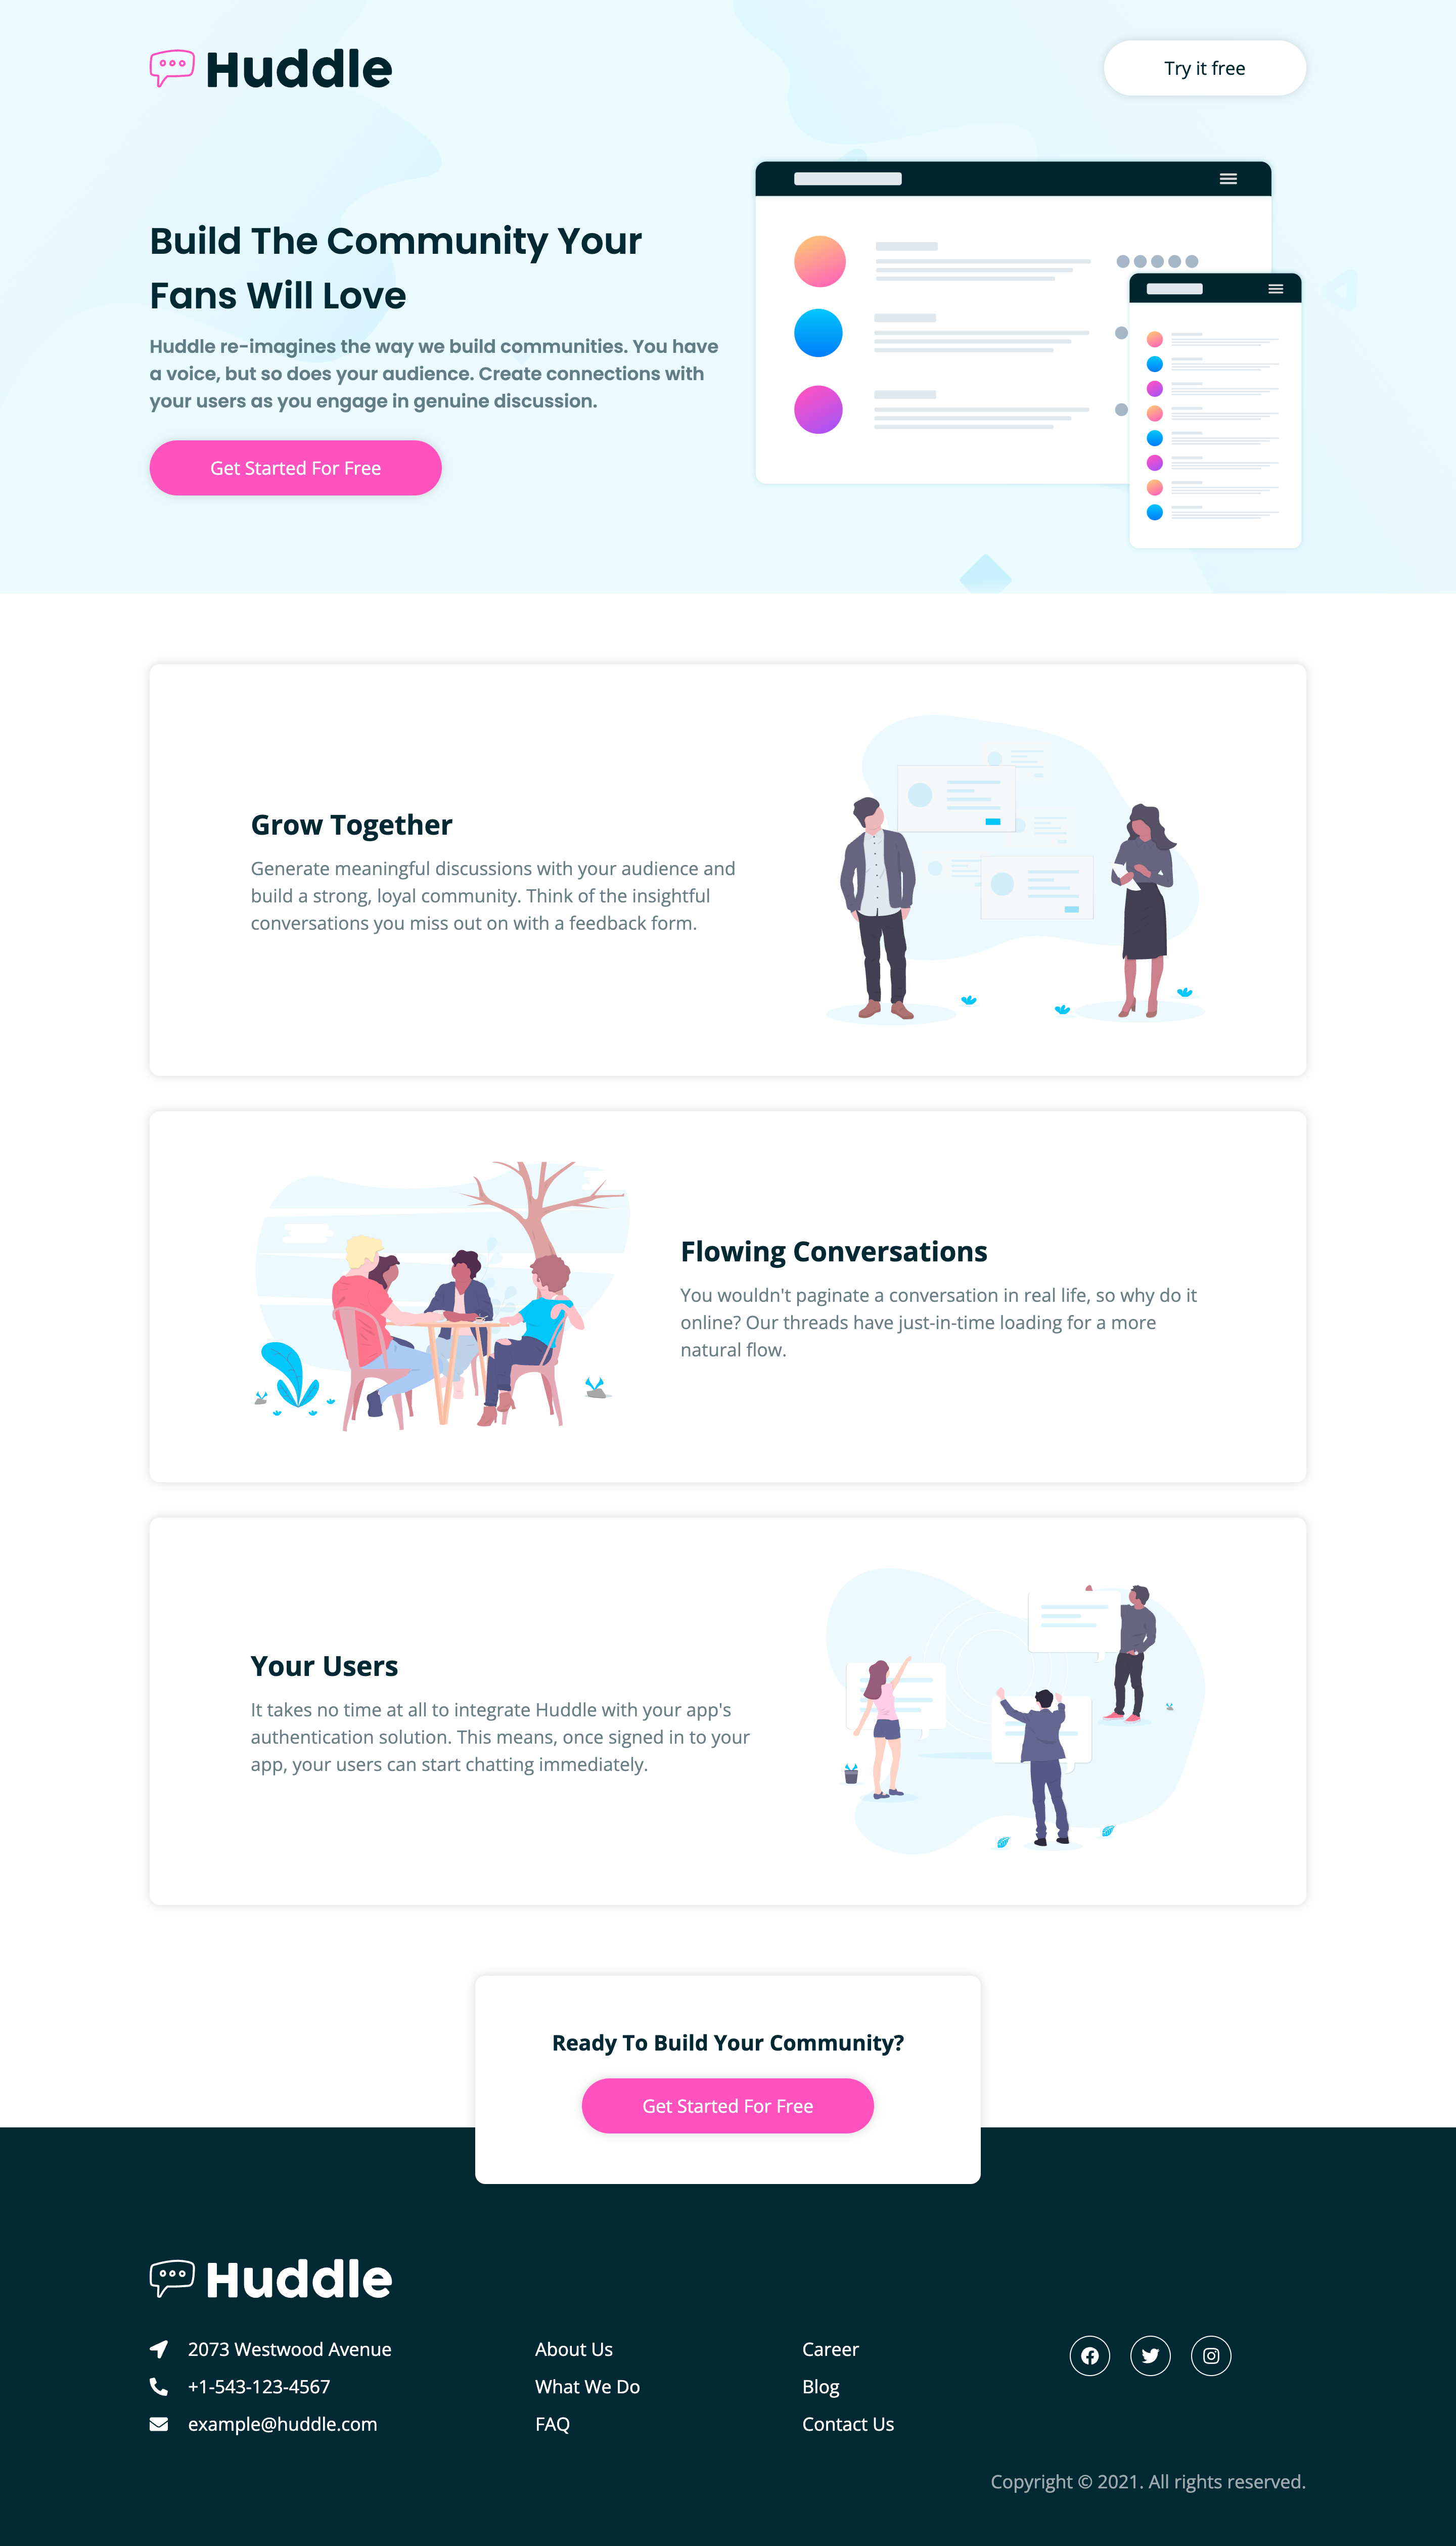 Huddle
Try it free
Build The Community Your
Fans Will Love
Huddle re-imagines the way we build communities. You have
a voice, but so does your audience. Create connections with
your users as you engage in genuine discussion.
Get Started For Free
Grow Together
Generate meaningful discussions with your audience and
build a strong, loyal community. Think of the insightful
conversations you miss out on with a feedback form.
Flowing Conversations
You wouldn't paginate a conversation in real life, so why do it
online? Our threads have just-in-time loading for a more
natural flow.
Your Users
It takes no time at all to integrate Huddle with your app's
authentication solution. This means, once signed in to your
app, your users can start chatting immediately.
Ready To Build Your Community?
Get Started For Free
Huddle
2073 Westwood Avenue
+1-543-123-4567
example@huddle.com
About Us
What We Do
FAQ
Career
Blog
Contact Us
Copyright © 2021. All rights reserved.